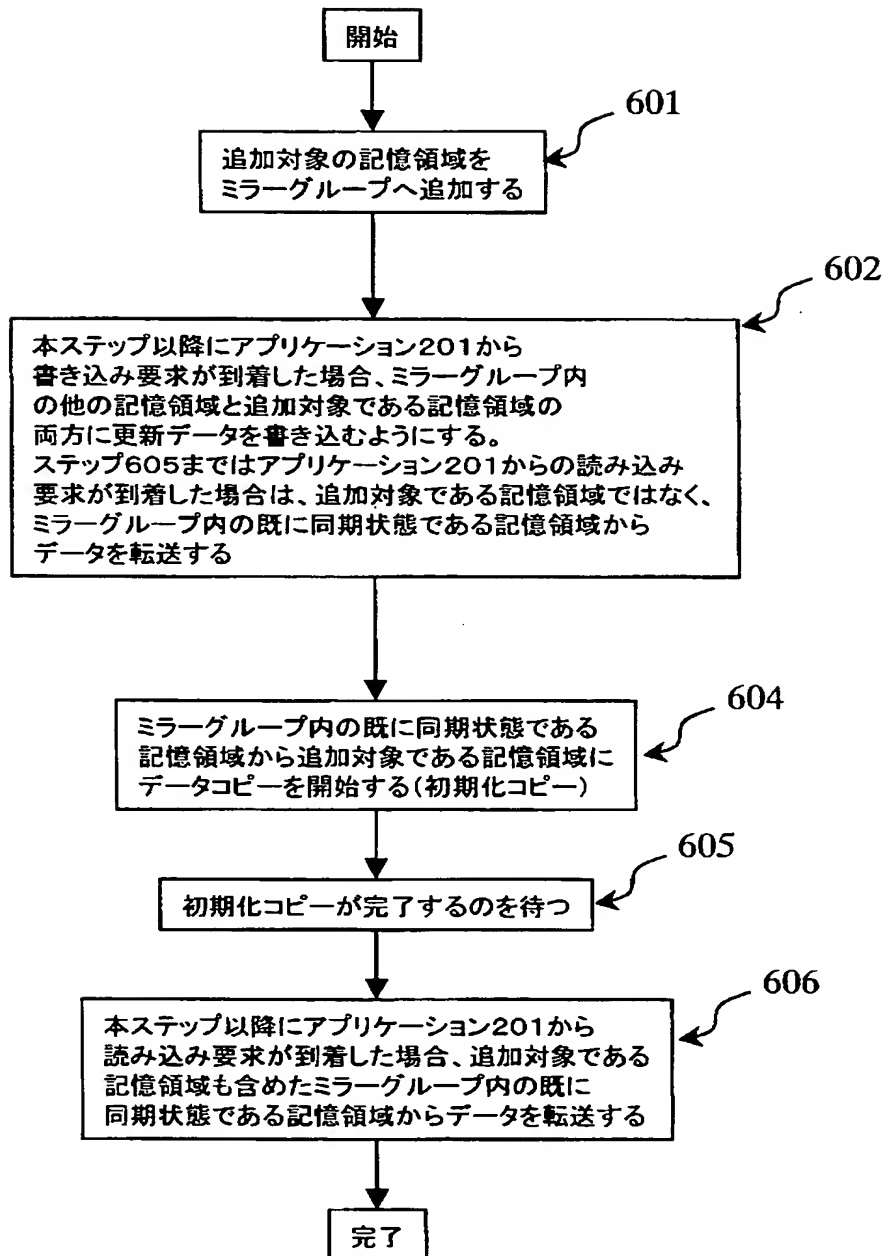 開始
601
追加対象の記憶領域を
ミラーグループへ追加する
602
本ステップ以降にアプリケーション201から
書き込み要求が到着した場合、ミラーグループ内
の他の記憶領域と追加対象である記憶領域の
両方に更新データを書き込むようにする。
ステップ605まではアプリケーション201からの読み込み
要求が到着した場合は、追加対象である記憶領域ではなく、
ミラーグループ内の既に同期状態である記憶領域から
データを転送する
604
ミラーグループ内の既に同期状態である
記憶領域から追加対象である記憶領域に
データコピーを開始する(初期化コピー)
605
初期化コピーが完了するのを待つ
606
本ステップ以降にアプリケーション201から
読み込み要求が到着した場合、追加対象である
記憶領域も含めたミラーグループ内の既に
同期状態である記憶領域からデータを転送する
完了